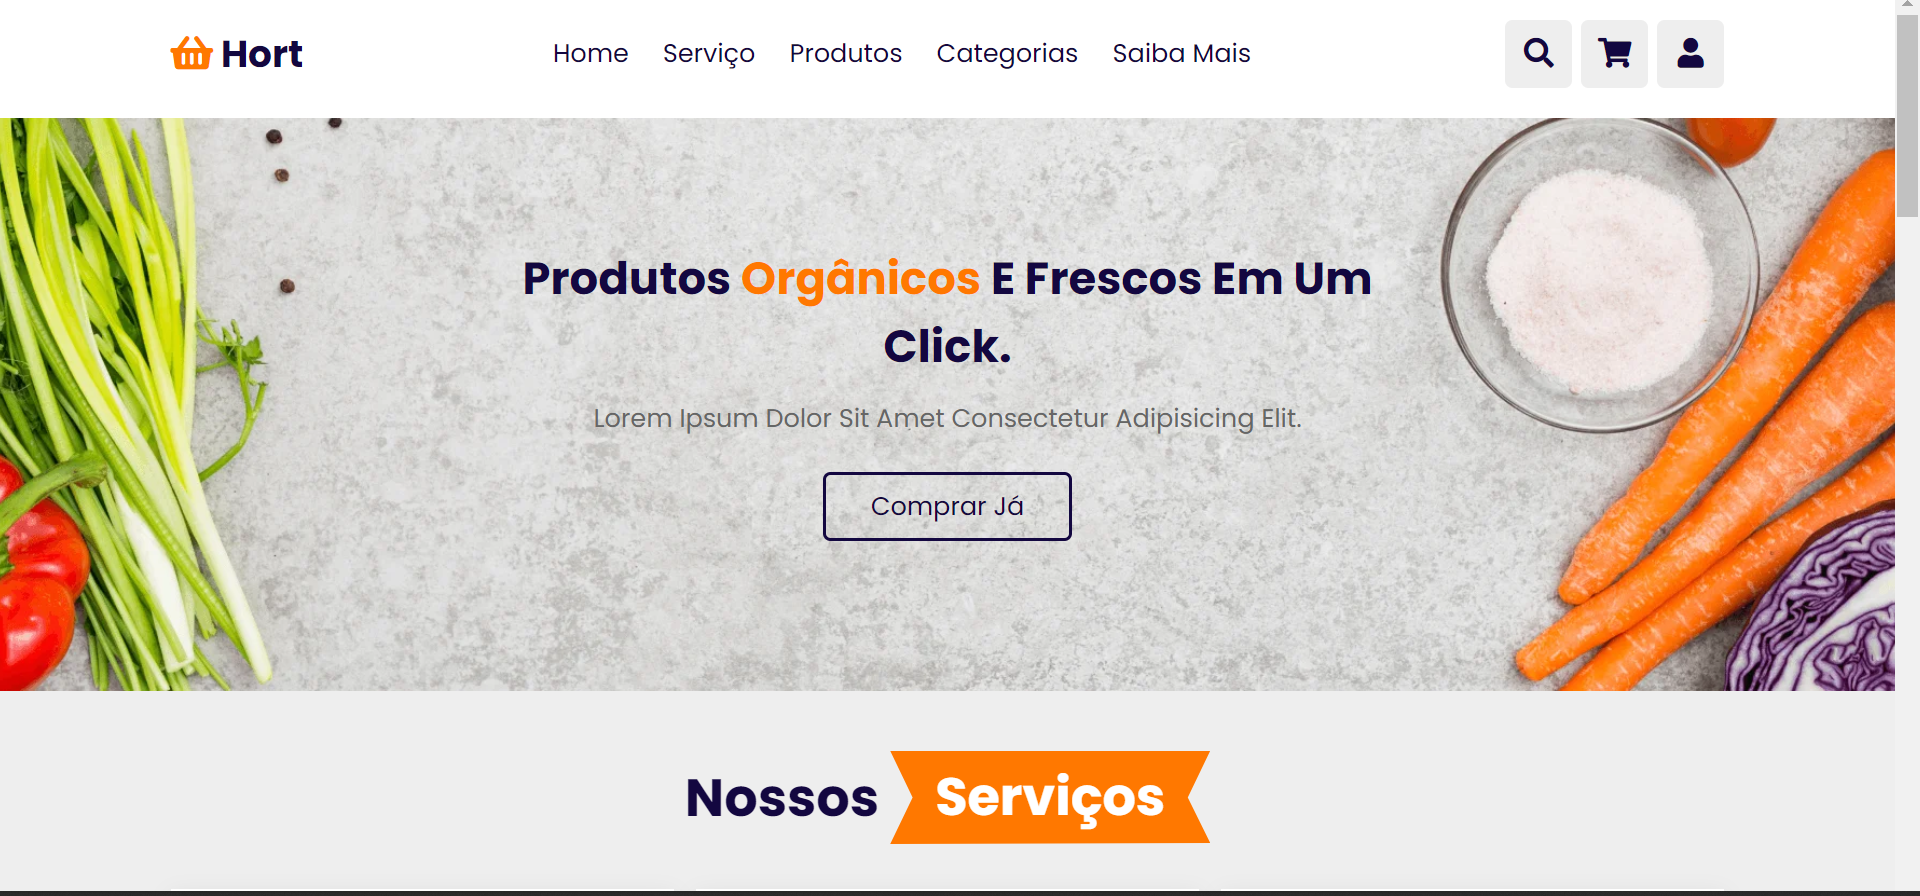 Hort
Home Serviço Produtos Categorias Saiba Mais
Produtos Orgânicos E Frescos Em Um
Click.
Lorem Ipsum Dolor Sit Amet Consectetur Adipisicing Elit.
Comprar Já
Nossos Serviços